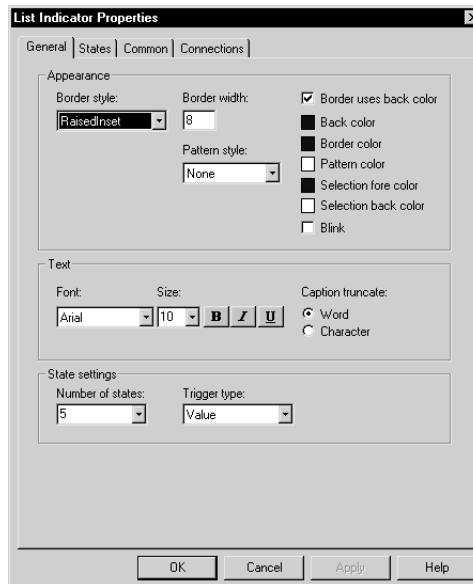 List Indicator Properties
General States Common Connections
Appearance
Border style:
RaisedInset
Border width:
8
Pattern style:
None
Border uses back color
Back color
Border color
Pattern color
Selection fore color
Selection back color
Blink
Text
Font:
Arial
Size:
10
B I U
Caption truncate:
Word
Character
State settings
Number of states:
5
Trigger type:
Value
OK Cancel Apply Help